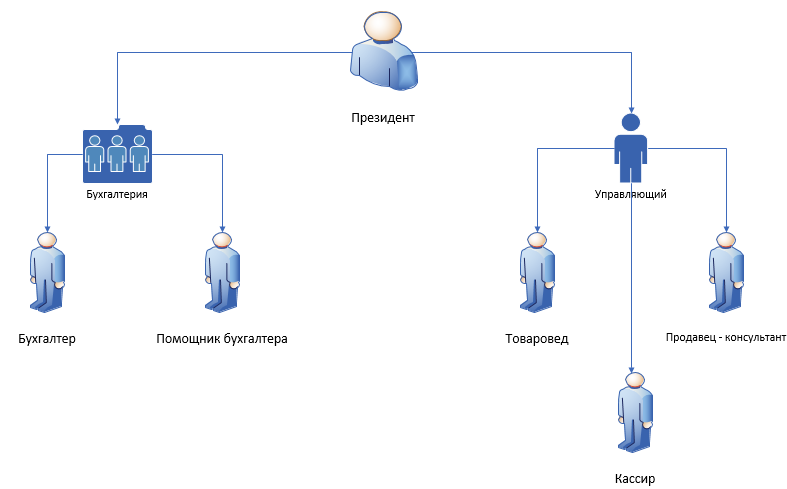 Президент
Бухгалтерия
Управляющий
Бухгалтер
Помощник бухгалтера
Товаровед
Продавец - консультант
Кассир